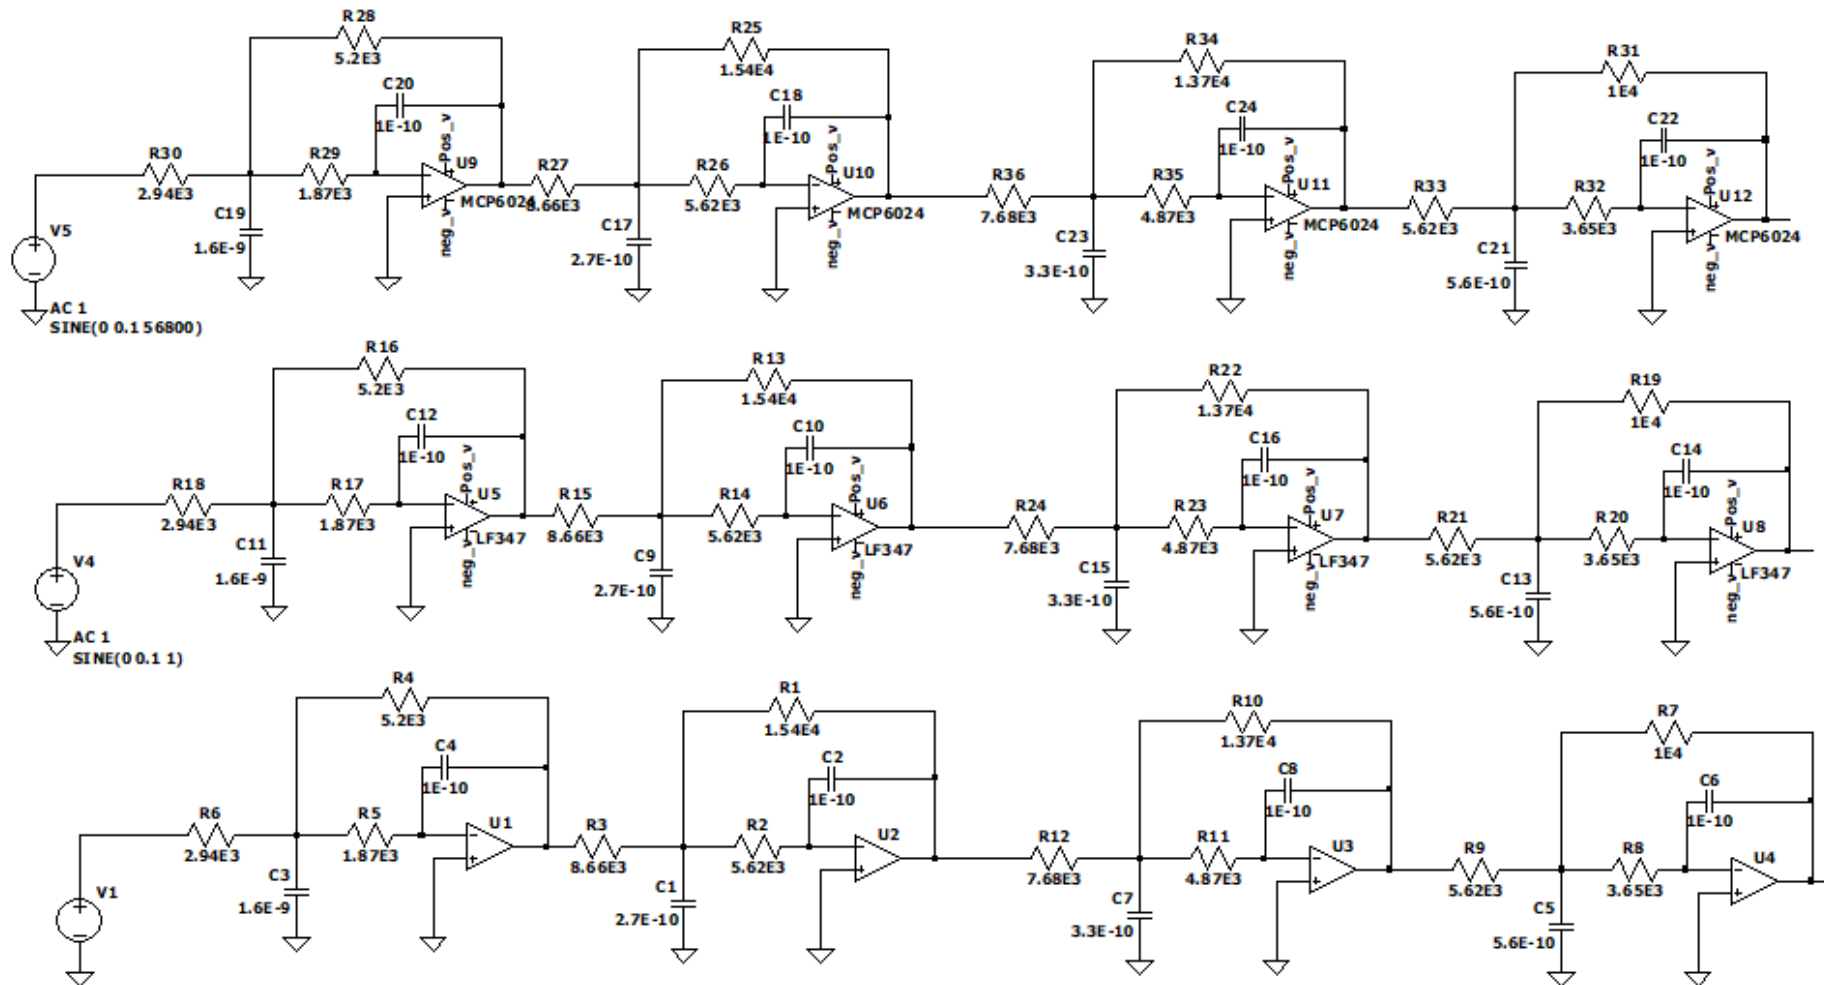 R28
5.2E3
R25
1.54E4
R34
1.37E4
R31
1E4
C20
1E-10
C18
1E-10
C24
1E-10
C22
1E-10
R30
2.94E3
R29
1.87E3
Pos_v
U9
MCP6024
neg_v
R27
8.66E3
R26
5.62E3
Pos_v
U10
MCP6024
neg_v
R36
7.68E3
R35
4.87E3
Pos_v
U11
MCP6024
neg_v
R33
5.62E3
R32
3.65E3
Pos_v
U12
MCP6024
neg_v
C19
1.6E-9
C17
2.7E-10
C23
3.3E-10
C21
5.6E-10
V5
AC 1
SINE(0 0.1 56800)
R16
5.2E3
R13
1.54E4
R22
1.37E4
R19
1E4
C12
1E-10
C10
1E-10
C16
1E-10
C14
1E-10
R18
2.94E3
R17
1.87E3
Pos_v
U5
LF347
neg_v
R15
8.66E3
R14
5.62E3
Pos_v
U6
LF347
neg_v
R24
7.68E3
R23
4.87E3
Pos_v
U7
LF347
neg_v
R21
5.62E3
R20
3.65E3
Pos_v
U8
LF347
neg_v
C11
1.6E-9
C9
2.7E-10
C15
3.3E-10
C13
5.6E-10
V4
AC 1
SINE(0 0.1 1)
R4
5.2E3
R1
1.54E4
R10
1.37E4
R7
1E4
C4
1E-10
C2
1E-10
C8
1E-10
C6
1E-10
R6
2.94E3
R5
1.87E3
U1
R3
8.66E3
R2
5.62E3
U2
R12
7.68E3
R11
4.87E3
U3
R9
5.62E3
R8
3.65E3
U4
C3
1.6E-9
C1
2.7E-10
C7
3.3E-10
C5
5.6E-10
V1